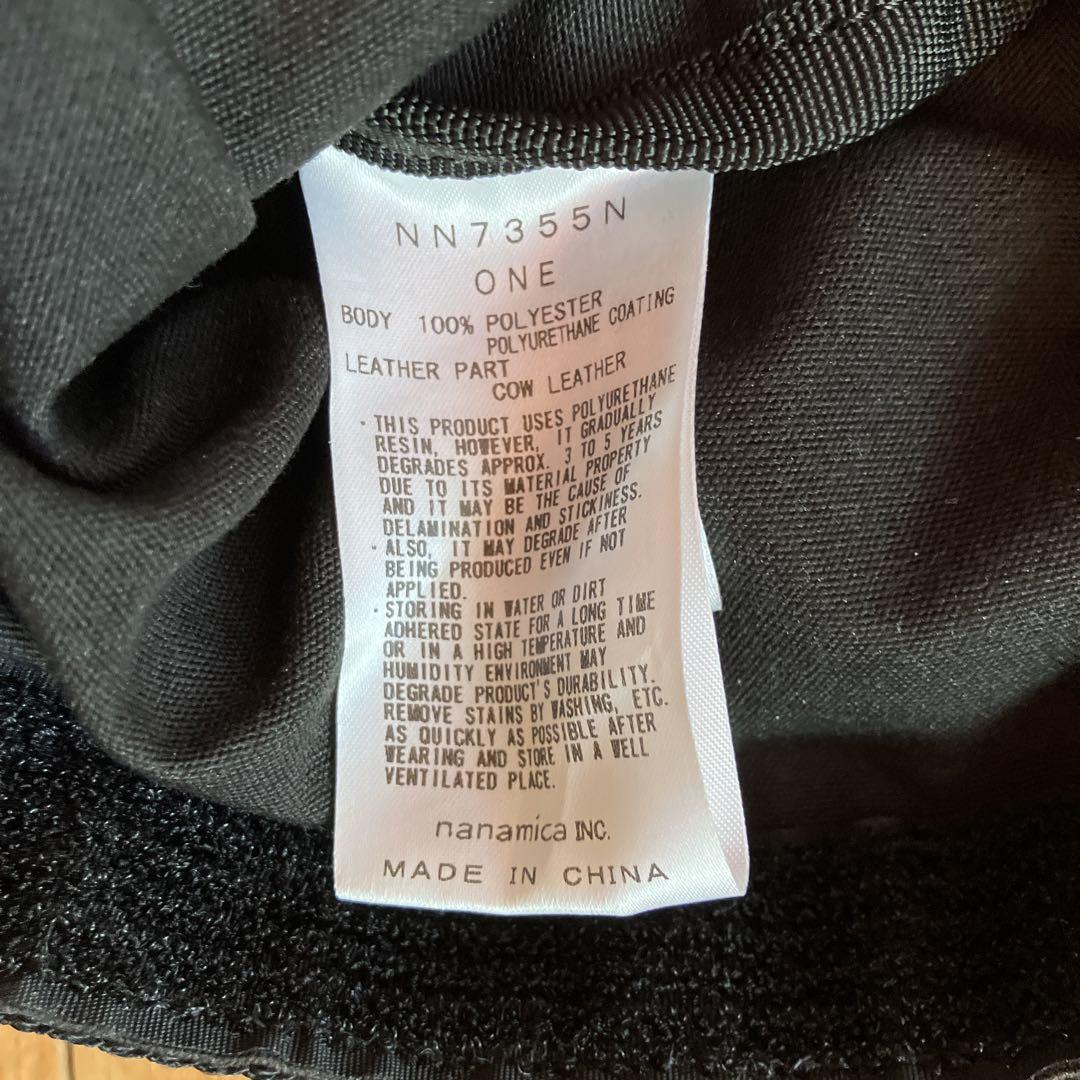 NN7355N
ONE
BODY 100% POLYESTER
POLYURETHANE COATING
LEATHER PART
COW LEATHER
・THIS PRODUCT USES POLYURETHANE
RESIN, HOWEVER, IT GRADUALLY
DEGRADES APPROX. 3 TO 5 YEARS
DUE TO ITS MATERIAL PROPERTY
AND IT MAY BE THE CAUSE OF
DELAMINATION AND STICKINESS.
・ALSO, IT MAY DEGRADE AFTER
BEING PRODUCED EVEN IF NOT
APPLIED.
・STORING IN WATER OR DIRT
ADHERED STATE FOR A LONG TIME
OR IN A HIGH TEMPERATURE AND
HUMIDITY ENVIRONMENT MAY
DEGRADE PRODUCT'S DURABILITY.
REMOVE STAINS BY WASHING, ETC.
AS QUICKLY AS POSSIBLE AFTER
WEARING AND STORE IN A WELL
VENTILATED PLACE.
nanamica INC.
MADE IN CHINA